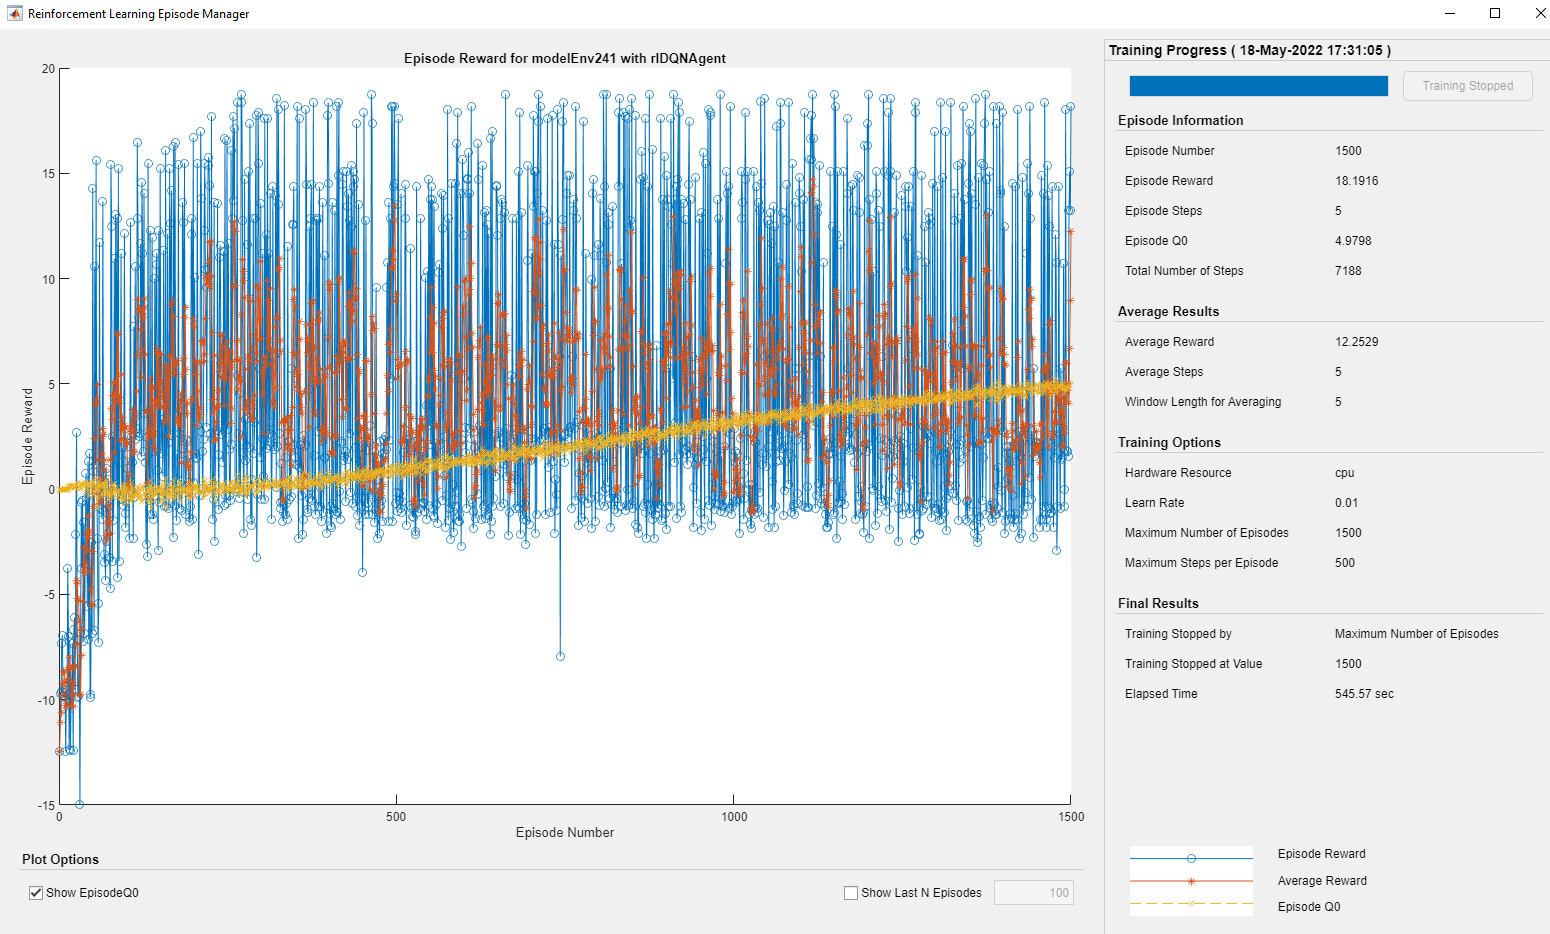 Reinforcement Learning Episode Manager
Episode Reward for modelEnv241 with rlDQNAgent
20
15
10
5
0
-5
-10
-15
0
500
1000
1500
Episode Reward
Episode Number
Plot Options
Show EpisodeQ0
Show Last N Episodes
100
Training Progress ( 18-May-2022 17:31:05 )
Training Stopped
Episode Information
Episode Number 1500
Episode Reward 18.1916
Episode Steps 5
Episode Q0 4.9798
Total Number of Steps 7188
Average Results
Average Reward 12.2529
Average Steps 5
Window Length for Averaging 5
Training Options
Hardware Resource cpu
Learn Rate 0.01
Maximum Number of Episodes 1500
Maximum Steps per Episode 500
Final Results
Training Stopped by Maximum Number of Episodes
Training Stopped at Value 1500
Elapsed Time 545.57 sec
Episode Reward
Average Reward
Episode Q0